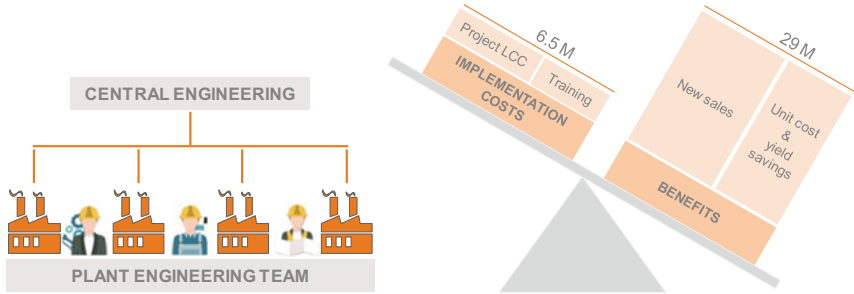 CENTRAL ENGINEERING
PLANT ENGINEERING TEAM
6.5 M
Project LCC
Training
IMPLEMENTATION
COSTS
29 M
New sales
Unit cost
&
yield
savings
BENEFITS